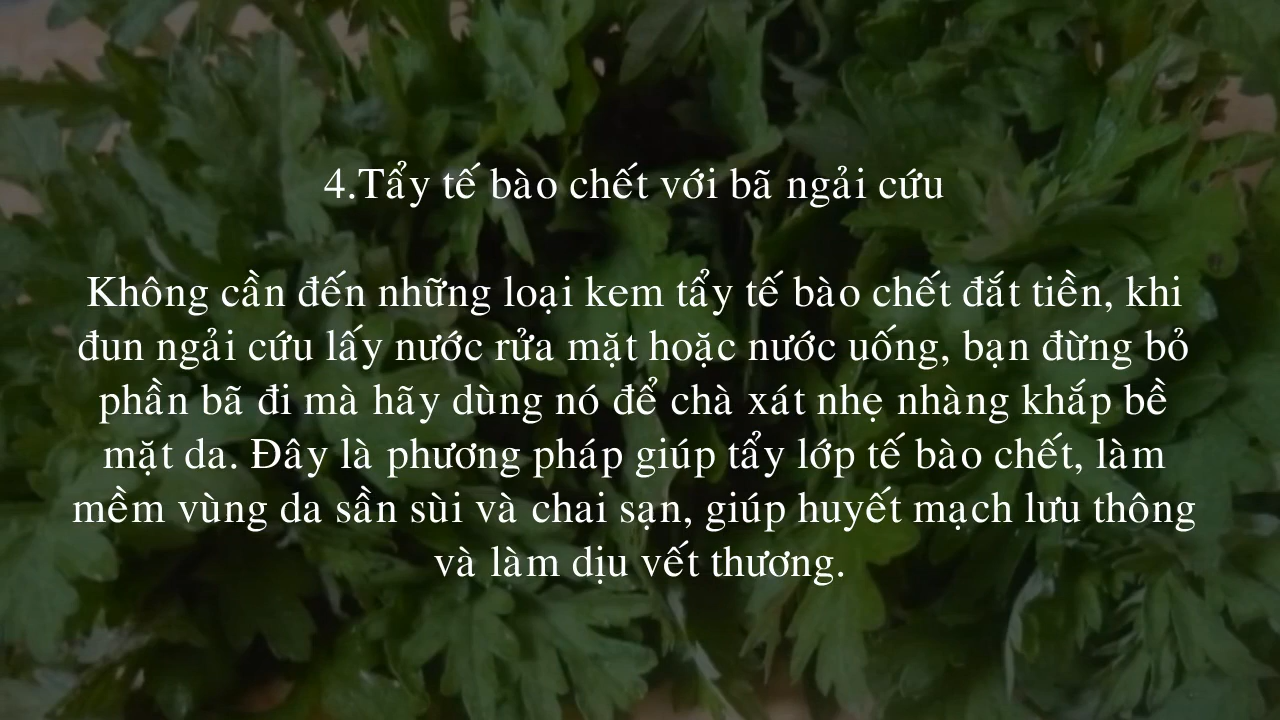 4.Tẩy tế bào chết với bã ngải cứu
Không cần đến những loại kem tẩy tế bào chết đắt tiền, khi
đun ngải cứu lấy nước rửa mặt hoặc nước uống, bạn đừng bỏ
phần bã đi mà hãy dùng nó để chà xát nhẹ nhàng khắp bề
mặt da. Đây là phương pháp giúp tẩy lớp tế bào chết, làm
mềm vùng da sần sùi và chai sạn, giúp huyết mạch lưu thông
và làm dịu vết thương.